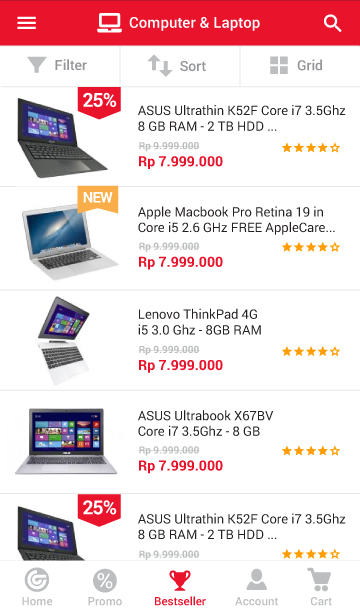 Computer & Laptop
Filter
Sort
Grid
25%
ASUS Ultrathin K52F Core i7 3.5Ghz
8 GB RAM - 2 TB HDD ...
Rp 9.999.000
Rp 7.999.000
NEW
Apple Macbook Pro Retina 19 in
Core i5 2.6 GHz FREE AppleCare...
Rp 9.999.000
Rp 7.999.000
Lenovo ThinkPad 4G
i5 3.0 Ghz - 8GB RAM
Rp 9.999.000
Rp 7.999.000
ASUS Ultrabook X67BV
Core i7 3.5Ghz - 8 GB
Rp 9.999.000
Rp 7.999.000
25%
ASUS Ultrathin K52F Core i7 3.5Ghz
8 GB RAM - 2 TB HDD ...
Rp 9.999.000
Home
Promo
Bestseller
Account
Cart